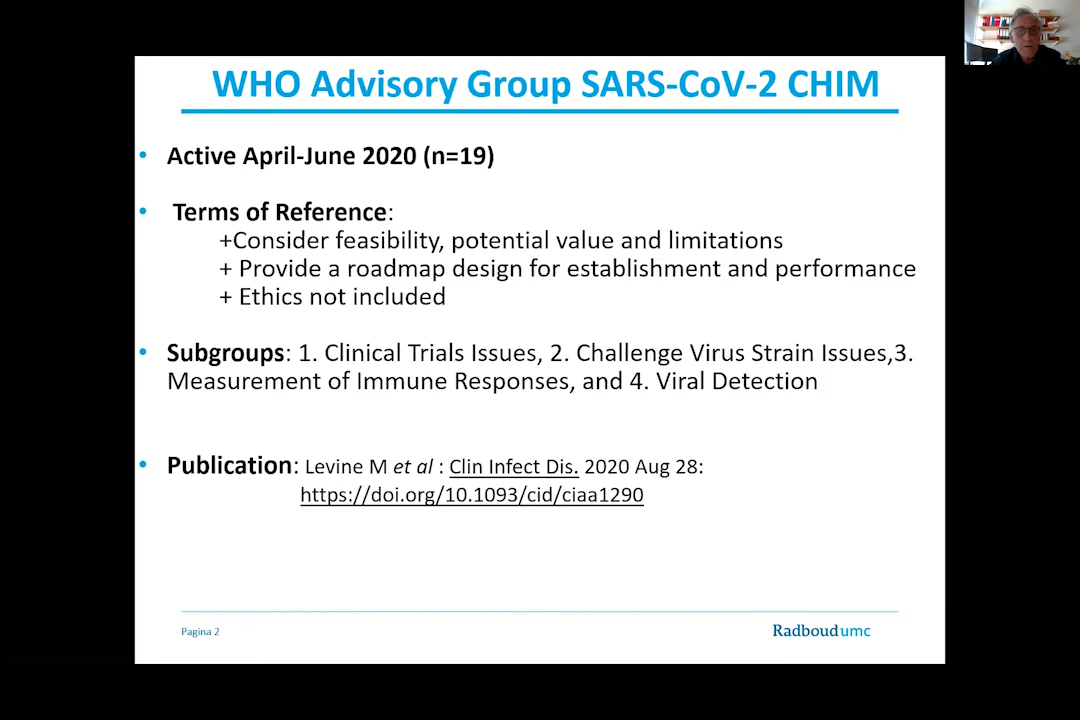 WHO Advisory Group SARS-CoV-2 CHIM
• Active April-June 2020 (n=19)
• Terms of Reference:
+Consider feasibility, potential value and limitations
+ Provide a roadmap design for establishment and performance
+ Ethics not included
• Subgroups: 1. Clinical Trials Issues, 2. Challenge Virus Strain Issues,3.
Measurement of Immune Responses, and 4. Viral Detection
• Publication: Levine M et al : Clin Infect Dis. 2020 Aug 28:
https://doi.org/10.1093/cid/ciaa1290
Pagina 2
Radboudumc